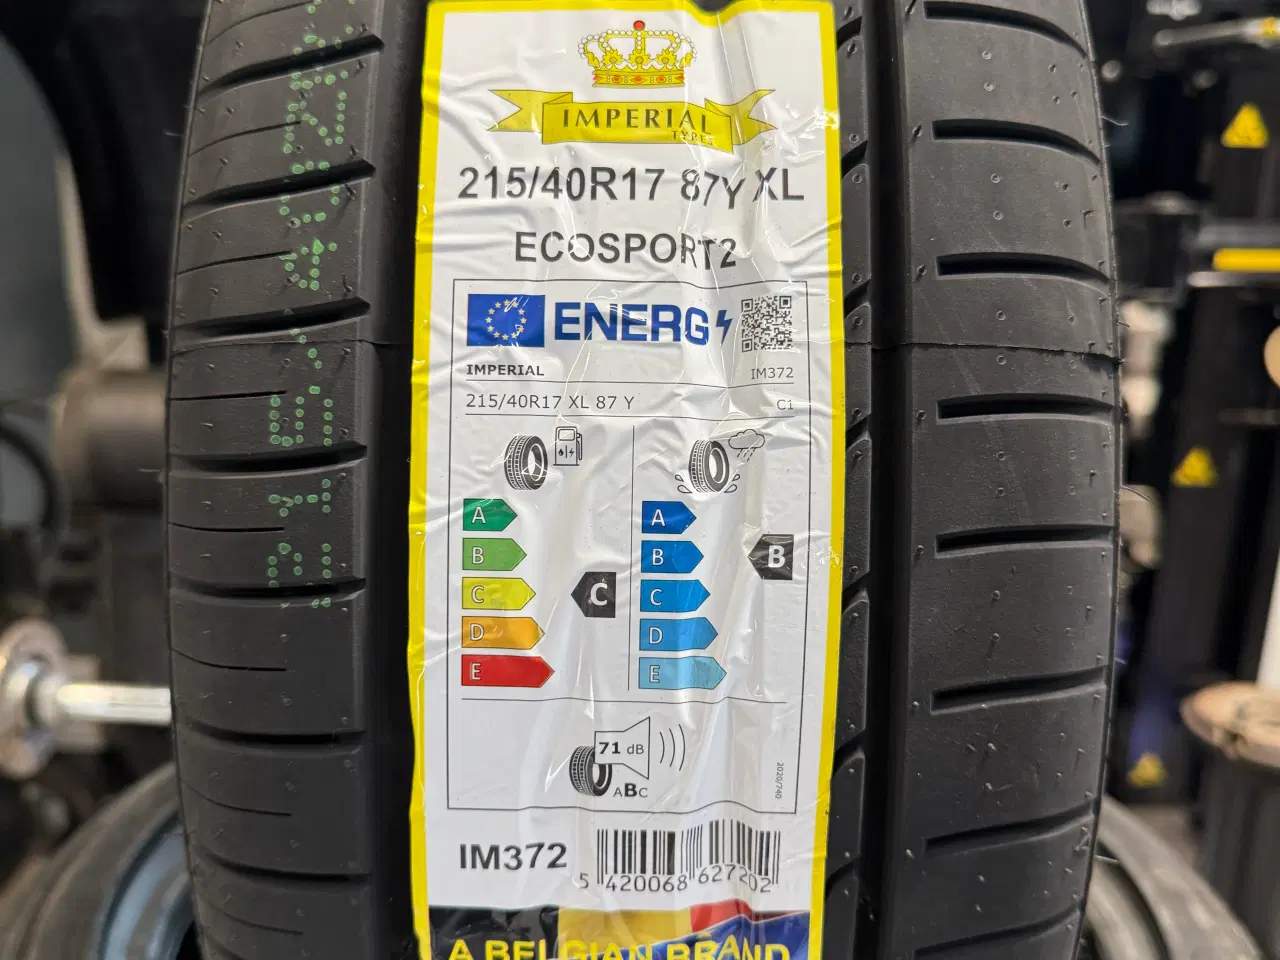 IMPERIAL
TYRES
215/40R17 87Y XL
ECOSPORT2
ENERG
IMPERIAL
IM372
215/40R17 XL 87 Y
C1
A
B
C
D
E
C
A
B
C
D
E
B
71 dB
ABC
2020/740
IM372
5 420068 627202
A BELGIAN BRAND